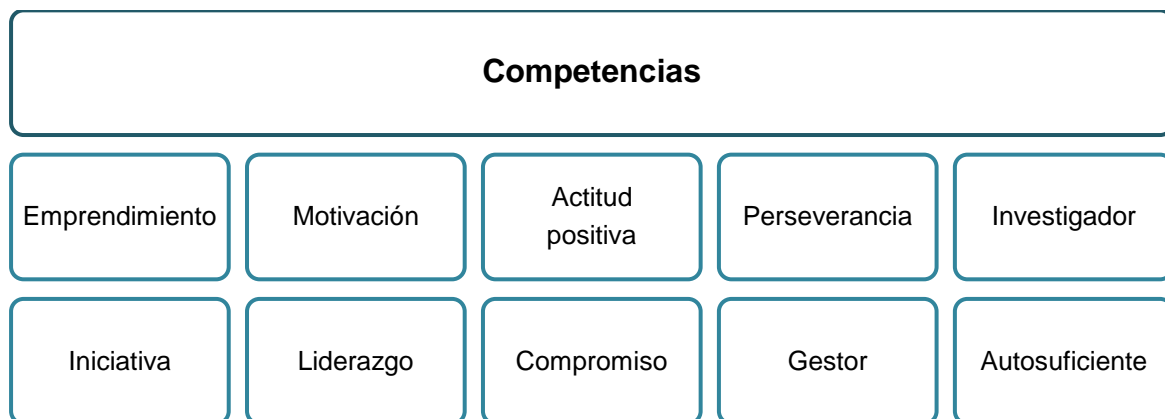 Competencias
Emprendimiento
Motivación
Actitud
positiva
Perseverancia
Investigador
Iniciativa
Liderazgo
Compromiso
Gestor
Autosuficiente